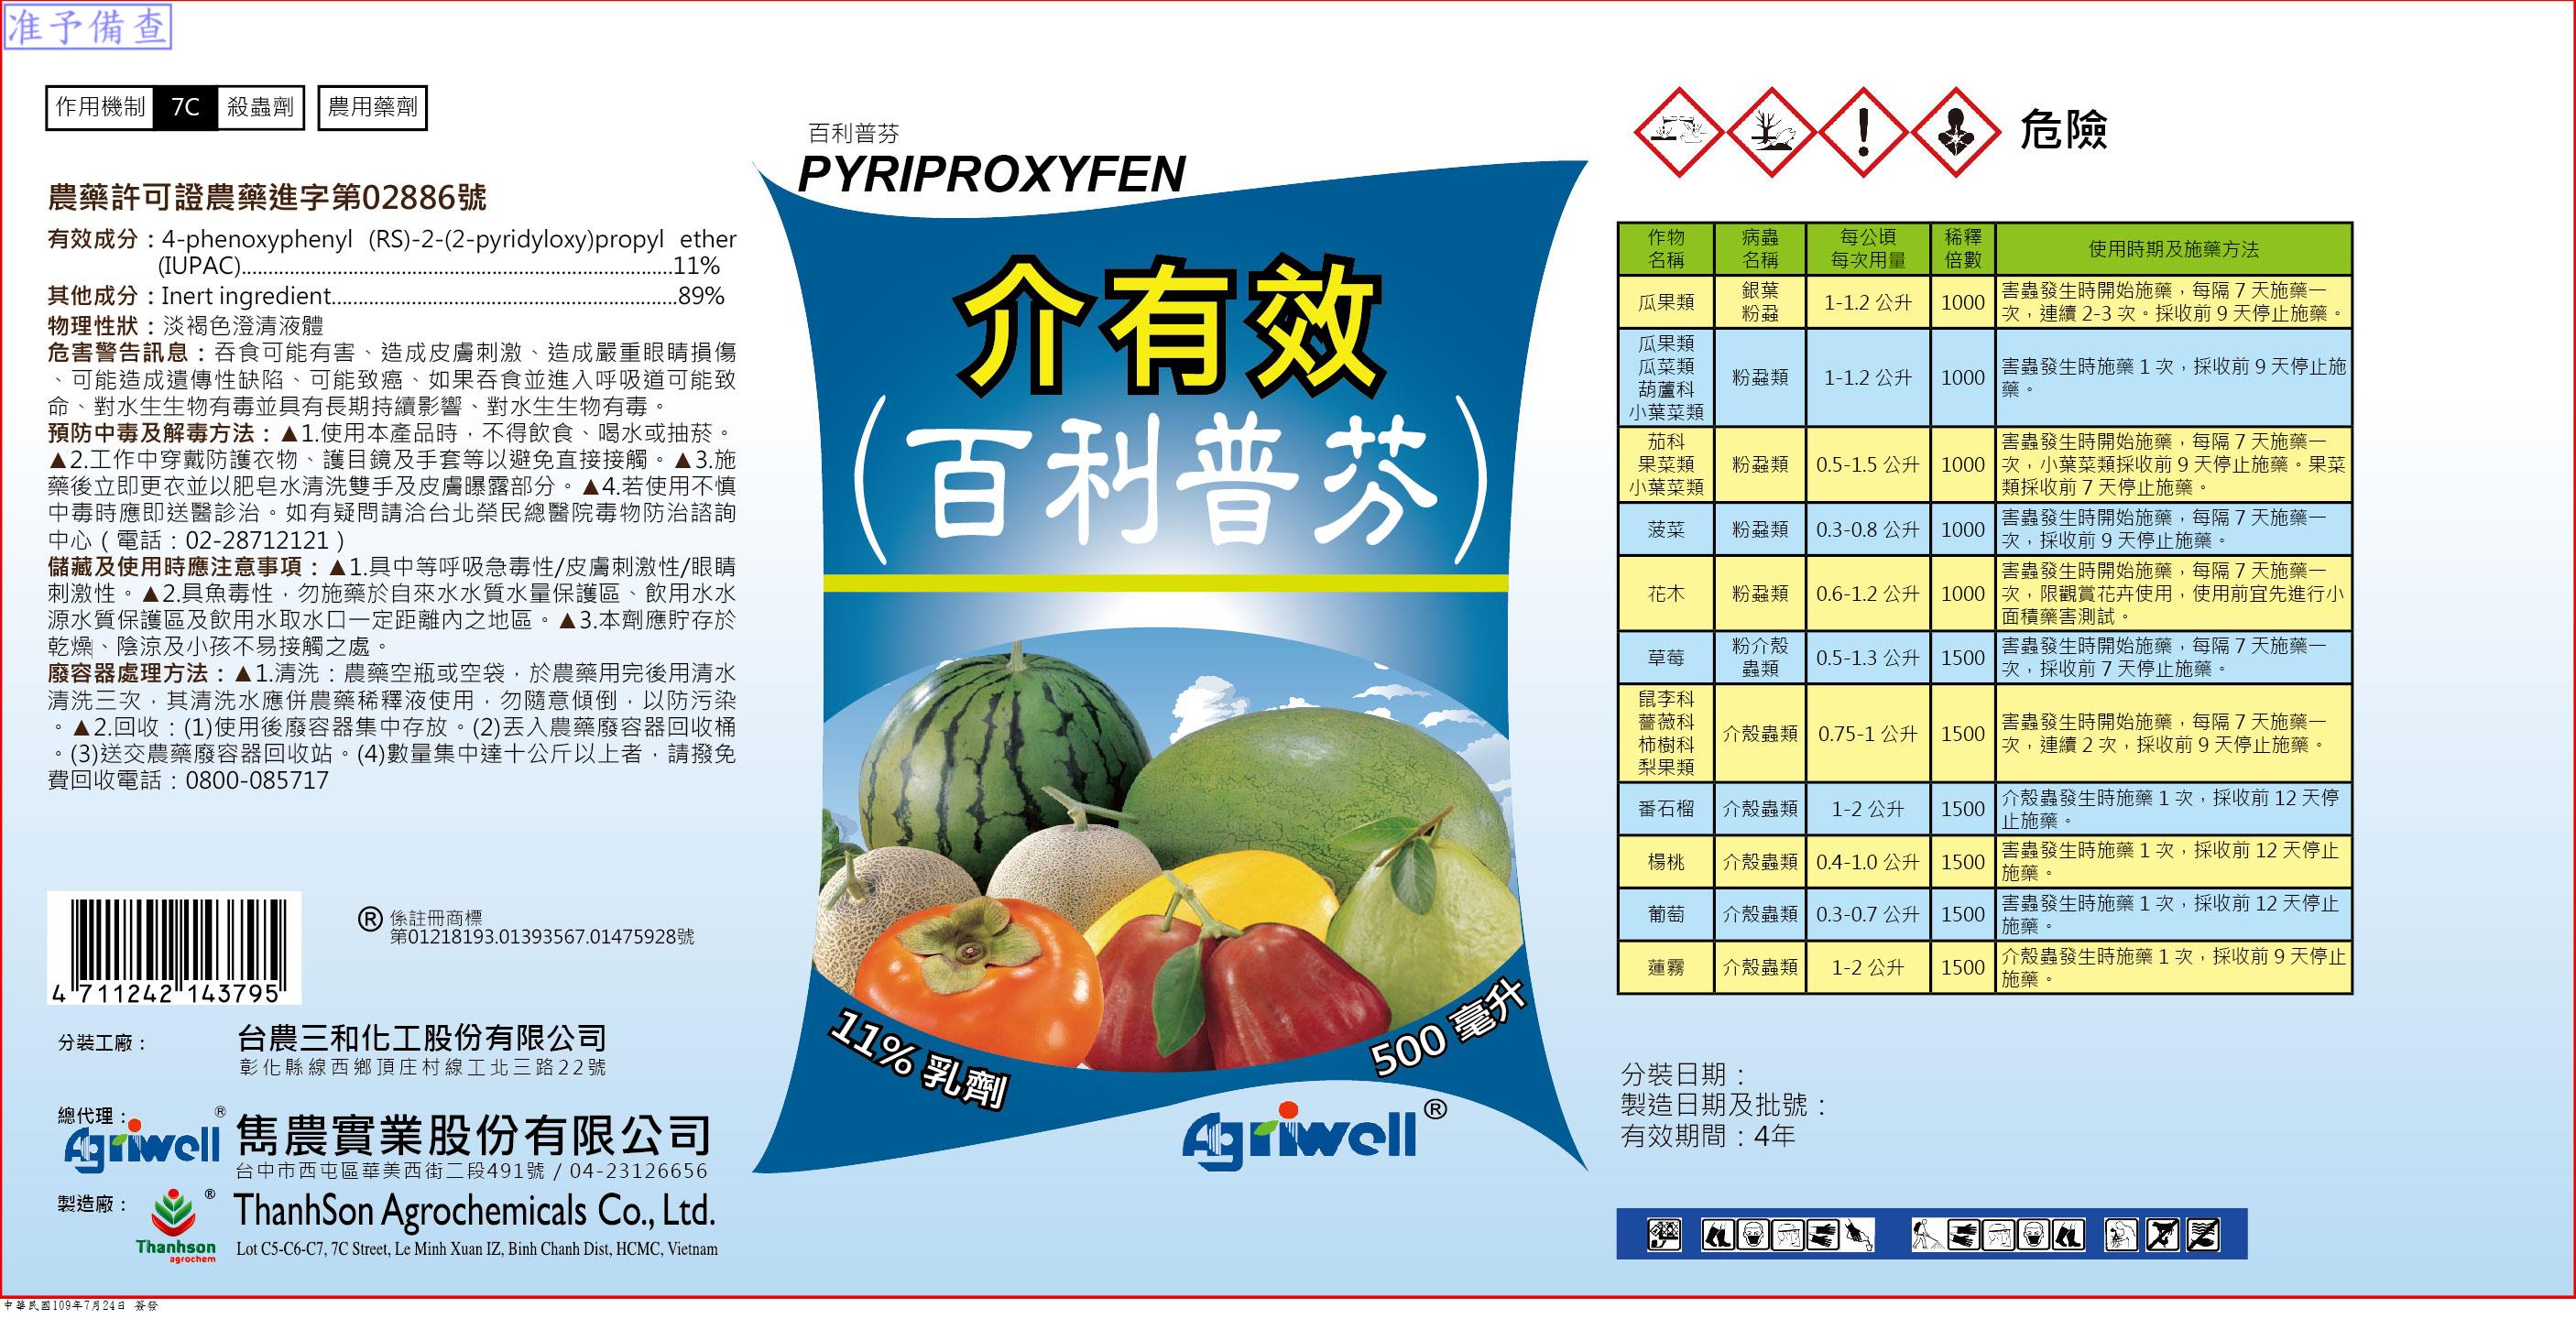 准予備查
作用機制 7C 殺蟲劑 農用藥劑
農藥許可證農藥進字第02886號
有效成分：4-phenoxyphenyl (RS)-2-(2-pyridyloxy)propyl ether
(IUPAC)................................................................................11%
其他成分：Inert ingredient................................................................89%
物理性狀：淡褐色澄清液體
危害警告訊息：吞食可能有害、造成皮膚刺激、造成嚴重眼睛損傷
、可能造成遺傳性缺陷、可能致癌、如果吞食並進入呼吸道可能致
命、對水生生物有毒並具有長期持續影響、對水生生物有毒。
預防中毒及解毒方法：▲1.使用本產品時，不得飲食、喝水或抽菸。
▲2.工作中穿戴防護衣物、護目鏡及手套等以避免直接接觸。▲3.施
藥後立即更衣並以肥皂水清洗雙手及皮膚曝露部分。▲4.若使用不慎
中毒時應即送醫診治。如有疑問請洽台北榮民總醫院毒物防治諮詢
中心（電話：02-28712121）
儲藏及使用時應注意事項：▲1.具中等呼吸急毒性/皮膚刺激性/眼睛
刺激性。▲2.具魚毒性，勿施藥於自來水水質水量保護區、飲用水水
源水質保護區及飲用水取水口一定距離內之地區。▲3.本劑應貯存於
乾燥、陰涼及小孩不易接觸之處。
廢容器處理方法：▲1.清洗：農藥空瓶或空袋，於農藥用完後用清水
清洗三次，其清洗水應併農藥稀釋液使用，勿隨意傾倒，以防污染
。▲2.回收：(1)使用後廢容器集中存放。(2)丟入農藥廢容器回收桶
。(3)送交農藥廢容器回收站。(4)數量集中達十公斤以上者，請撥免
費回收電話：0800-085717
4 711242 143795
® 係註冊商標
第01218193.01393567.01475928號
分裝工廠： 台農三和化工股份有限公司
彰化縣線西鄉頂庄村線工北三路22號
總代理：
Agriwell® 雋農實業股份有限公司
台中市西屯區華美西街二段491號 / 04-23126656
製造廠： ® ThanhSon Agrochemicals Co., Ltd.
Thanhson
agrochem
Lot C5-C6-C7, 7C Street, Le Minh Xuan IZ, Binh Chanh Dist, HCMC, Vietnam
百利普芬
PYRIPROXYFEN
介有效
（百利普芬）
11% 乳劑
500 毫升
Agriwell®
危險
作物名稱 病蟲名稱 每公頃每次用量 稀釋倍數 使用時期及施藥方法
瓜果類 銀葉粉蝨 1-1.2 公升 1000 害蟲發生時開始施藥，每隔 7 天施藥一
次，連續 2-3 次。採收前 9 天停止施藥。
瓜果類
瓜菜類
葫蘆科
小葉菜類 粉蝨類 1-1.2 公升 1000 害蟲發生時施藥 1 次，採收前 9 天停止施
藥。
茄科
果菜類
小葉菜類 粉蝨類 0.5-1.5 公升 1000 害蟲發生時開始施藥，每隔 7 天施藥一
次，小葉菜類採收前 9 天停止施藥。果菜
類採收前 7 天停止施藥。
菠菜 粉蝨類 0.3-0.8 公升 1000 害蟲發生時開始施藥，每隔 7 天施藥一
次，採收前 9 天停止施藥。
花木 粉蝨類 0.6-1.2 公升 1000 害蟲發生時開始施藥，每隔 7 天施藥一
次，限觀賞花卉使用，使用前宜先進行小
面積藥害測試。
草莓 粉介殼蟲類 0.5-1.3 公升 1500 害蟲發生時開始施藥，每隔 7 天施藥一
次，採收前 7 天停止施藥。
鼠李科
薔薇科
柿樹科
梨果類 介殼蟲類 0.75-1 公升 1500 害蟲發生時開始施藥，每隔 7 天施藥一
次，連續 2 次，採收前 9 天停止施藥。
番石榴 介殼蟲類 1-2 公升 1500 介殼蟲發生時施藥 1 次，採收前 12 天停
止施藥。
楊桃 介殼蟲類 0.4-1.0 公升 1500 害蟲發生時施藥 1 次，採收前 12 天停止
施藥。
葡萄 介殼蟲類 0.3-0.7 公升 1500 害蟲發生時施藥 1 次，採收前 12 天停止
施藥。
蓮霧 介殼蟲類 1-2 公升 1500 介殼蟲發生時施藥 1 次，採收前 9 天停止
施藥。
分裝日期：
製造日期及批號：
有效期間：4年
中華民國109年7月24日 簽發